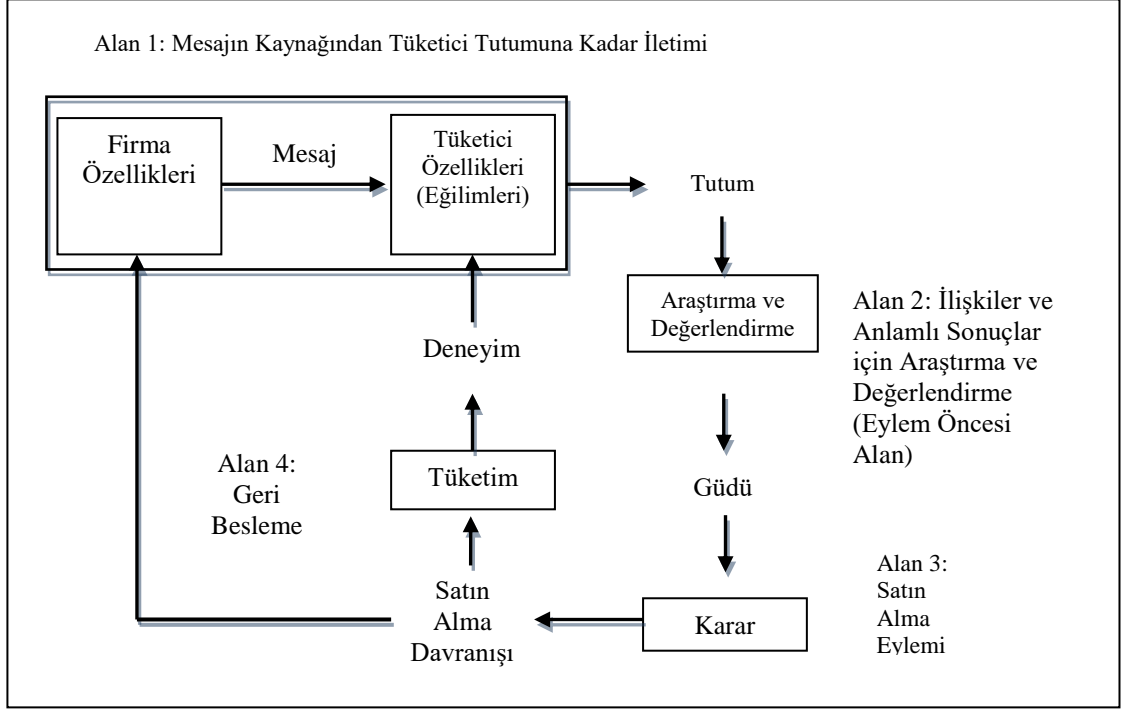 Alan 1: Mesajın Kaynağından Tüketici Tutumuna Kadar İletimi
Firma
Özellikleri
Mesaj
Tüketici
Özellikleri
(Eğilimleri)
Tutum
Araştırma ve
Değerlendirme
Alan 2: İlişkiler ve
Anlamlı Sonuçlar
için Araştırma ve
Değerlendirme
(Eylem Öncesi
Alan)
Deneyim
Alan 4:
Geri
Besleme
Tüketim
Güdü
Satın
Alma
Davranışı
Karar
Alan 3:
Satın
Alma
Eylemi